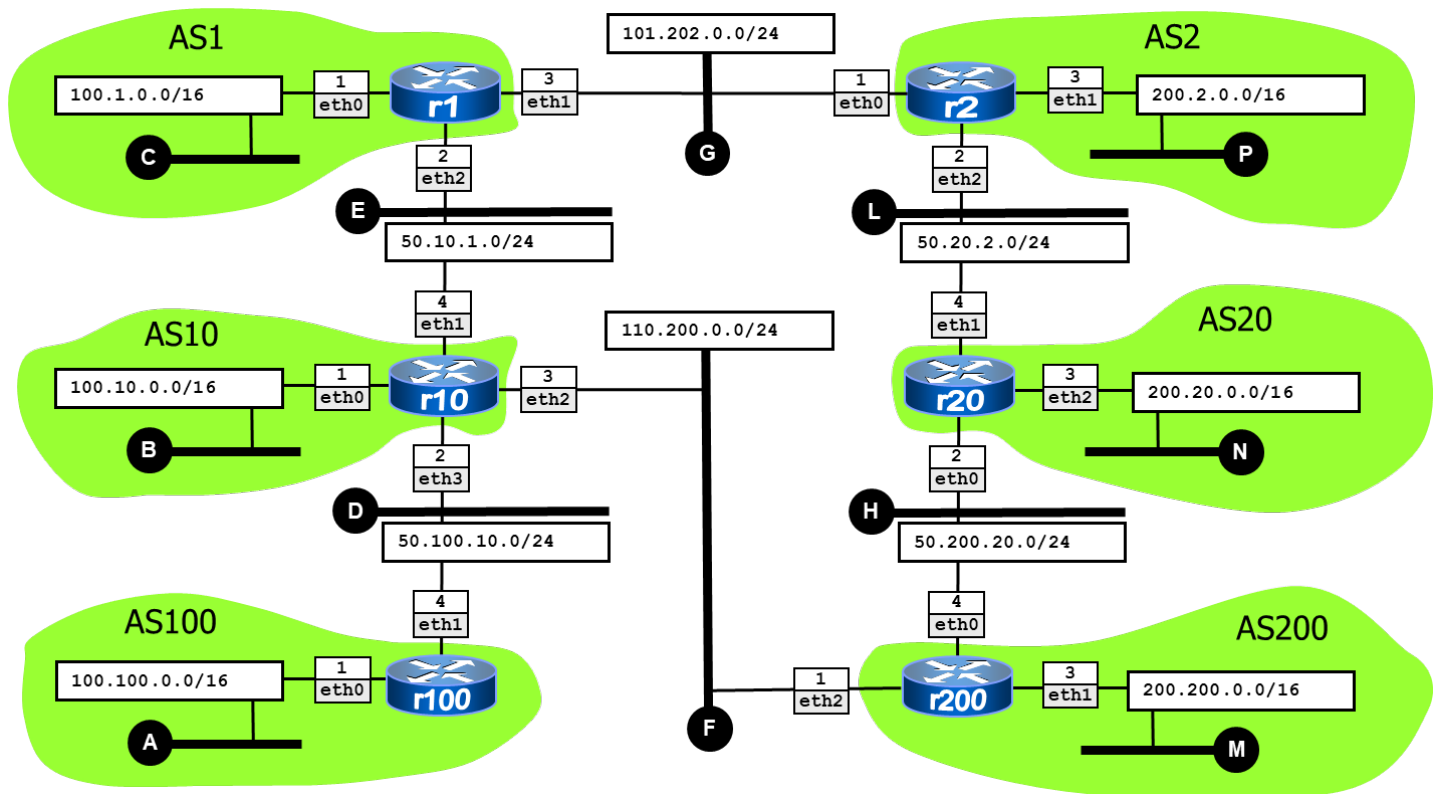 AS1
101.202.0.0/24
AS2
100.1.0.0/16
1
eth0
r1
3
eth1
1
eth0
r2
3
eth1
200.2.0.0/16
C
2
eth2
G
2
eth2
P
E
50.10.1.0/24
L
50.20.2.0/24
4
eth1
4
eth1
AS10
110.200.0.0/24
AS20
100.10.0.0/16
1
eth0
r10
3
eth2
r20
3
eth2
200.20.0.0/16
B
2
eth3
2
eth0
N
D
50.100.10.0/24
H
50.200.20.0/24
4
eth1
4
eth0
AS100
AS200
100.100.0.0/16
1
eth0
r100
1
eth2
r200
3
eth1
200.200.0.0/16
A
F
M